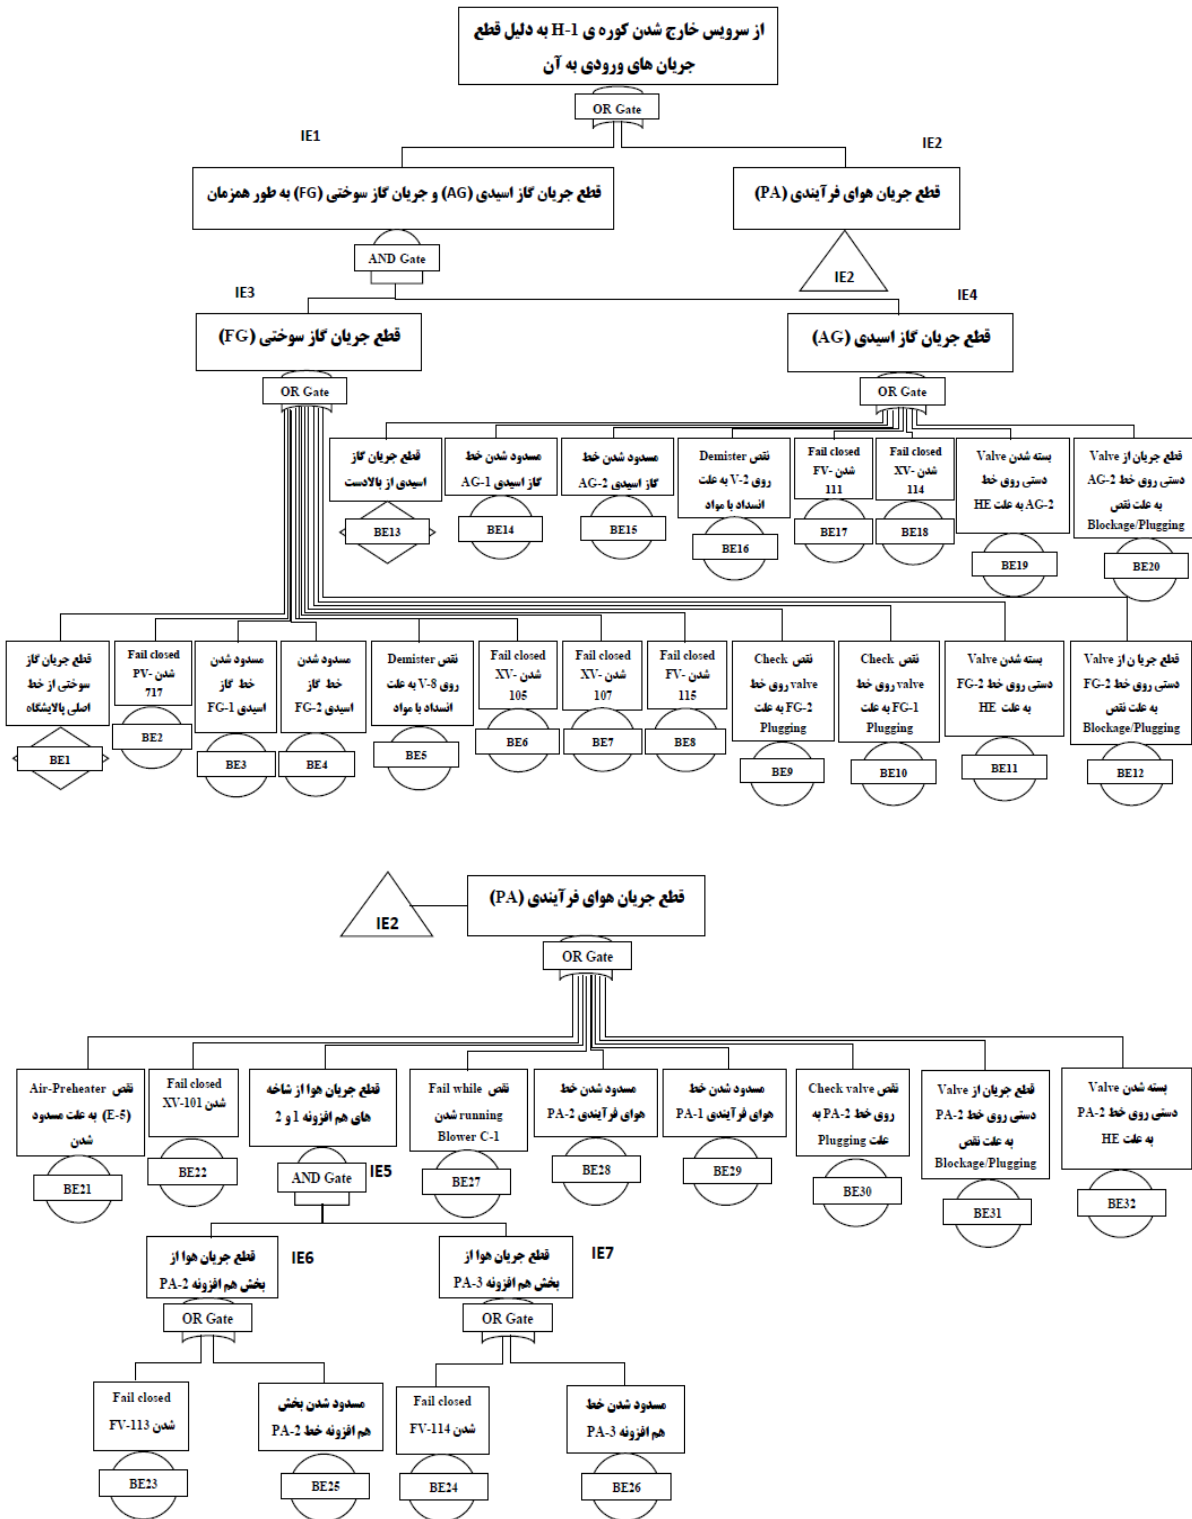 از سرویس خارج شدن کوره ی H-1 به دلیل قطع
جریان های ورودی به آن
OR Gate
IE1
IE2
قطع جریان گاز اسیدی (AG) و جریان گاز سوختی (FG) به طور همزمان
قطع جریان هوای فرآیندی (PA)
AND Gate
IE2
IE3
IE4
قطع جریان گاز سوختی (FG)
قطع جریان گاز اسیدی (AG)
OR Gate
OR Gate
قطع جریان گاز
اسیدی از بالادست
BE13
مسدود شدن خط
گاز اسیدی AG-1
BE14
مسدود شدن خط
گاز اسیدی AG-2
BE15
نقص Demister
روی V-2 به علت
انسداد با مواد
BE16
Fail closed
شدن FV-
111
BE17
Fail closed
شدن XV-
114
BE18
بسته شدن Valve
دستی روی خط
AG-2 به علت HE
BE19
قطع جریان از Valve
دستی روی خط AG-2
به علت نقص
Blockage/Plugging
BE20
قطع جریان گاز
سوختی از خط
اصلی پالایشگاه
BE1
Fail closed
شدن PV-
717
BE2
مسدود شدن
خط گاز
اسیدی FG-1
BE3
مسدود شدن
خط گاز
اسیدی FG-2
BE4
نقص Demister
روی V-8 به علت
انسداد با مواد
BE5
Fail closed
شدن XV-
105
BE6
Fail closed
شدن XV-
107
BE7
Fail closed
شدن FV-
115
BE8
نقص Check
valve روی خط
FG-2 به علت
Plugging
BE9
نقص Check
valve روی خط
FG-1 به علت
Plugging
BE10
بسته شدن Valve
دستی روی خط FG-2
به علت HE
BE11
قطع جریان از Valve
دستی روی خط FG-2
به علت نقص
Blockage/Plugging
BE12
IE2
قطع جریان هوای فرآیندی (PA)
OR Gate
نقص Air-Preheater
(E-5) به علت مسدود
شدن
BE21
Fail closed
شدن XV-101
BE22
قطع جریان هوا از شاخه
های هم افزونه 1 و 2
IE5
AND Gate
نقص Fail while
running شدن
Blower C-1
BE27
مسدود شدن خط
هوای فرآیندی PA-2
BE28
مسدود شدن خط
هوای فرآیندی PA-1
BE29
نقص Check valve
روی خط PA-2 به
علت Plugging
BE30
قطع جریان از Valve
دستی روی خط PA-2
به علت نقص
Blockage/Plugging
BE31
بسته شدن Valve
دستی روی خط PA-2
به علت HE
BE32
IE6
قطع جریان هوا از
بخش هم افزونه PA-2
OR Gate
IE7
قطع جریان هوا از
بخش هم افزونه PA-3
OR Gate
Fail closed
شدن FV-113
BE23
مسدود شدن بخش
هم افزونه خط PA-2
BE25
Fail closed
شدن FV-114
BE24
مسدود شدن خط
هم افزونه PA-3
BE26